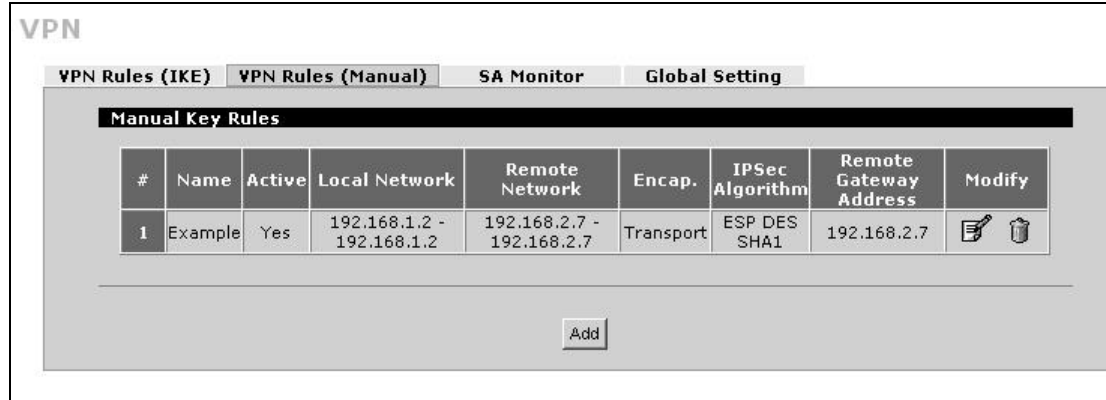 VPN
VPN Rules (IKE) VPN Rules (Manual) SA Monitor Global Setting
Manual Key Rules
# Name Active Local Network Remote Network Encap. IPSec Algorithm Remote Gateway Address Modify
1 Example Yes 192.168.1.2 - 192.168.1.2 192.168.2.7 - 192.168.2.7 Transport ESP DES SHA1 192.168.2.7
Add